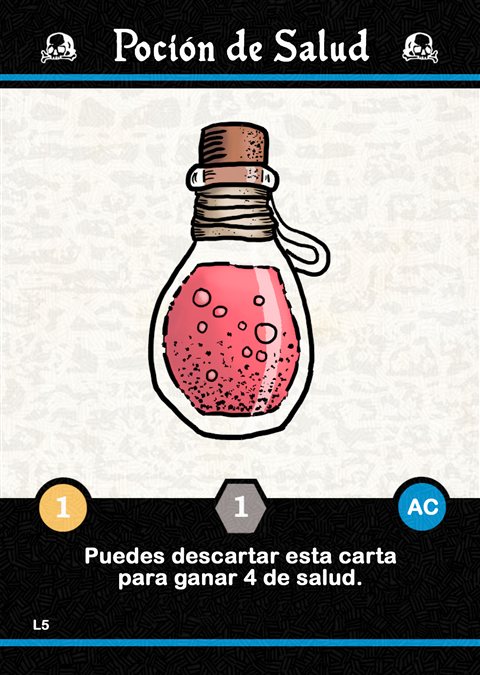 Poción de Salud
1
1
AC
Puedes descartar esta carta
para ganar 4 de salud.
L5